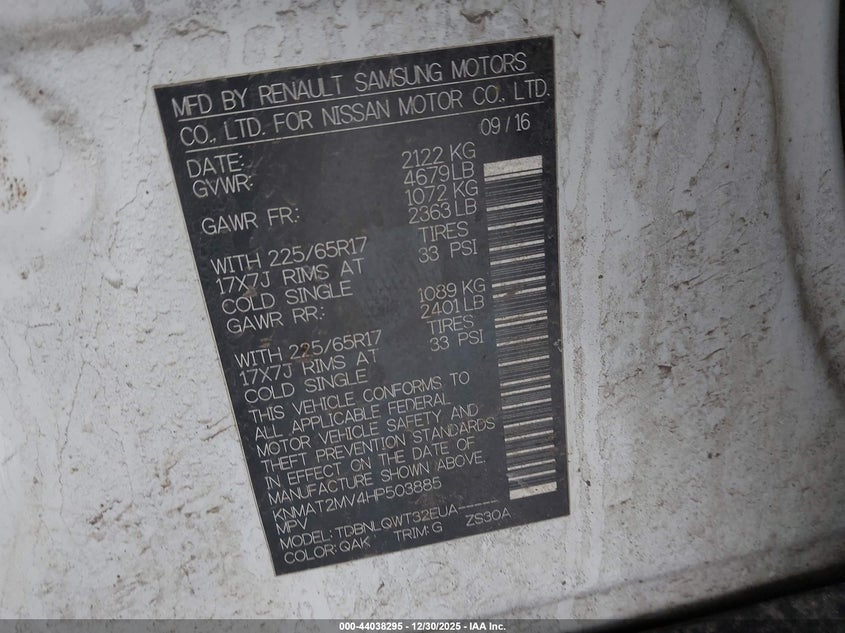 MFD BY RENAULT SAMSUNG MOTORS
CO., LTD. FOR NISSAN MOTOR CO., LTD.
DATE: 09/16
GVWR: 2122 KG
4679 LB
GAWR FR: 1072 KG
2363 LB
WITH 225/65R17 TIRES
17X7J RIMS AT 33 PSI
COLD SINGLE
GAWR RR: 1089 KG
2401 LB
WITH 225/65R17 TIRES
17X7J RIMS AT 33 PSI
COLD SINGLE
THIS VEHICLE CONFORMS TO
ALL APPLICABLE FEDERAL
MOTOR VEHICLE SAFETY AND
THEFT PREVENTION STANDARDS
IN EFFECT ON THE DATE OF
MANUFACTURE SHOWN ABOVE.
KNMAT2MV4HP503885
MPV
MODEL: TDBNLQWT32EUA-----
COLOR: QAK TRIM: G ZS30A
000-44038295 - 12/30/2025 - IAA Inc.